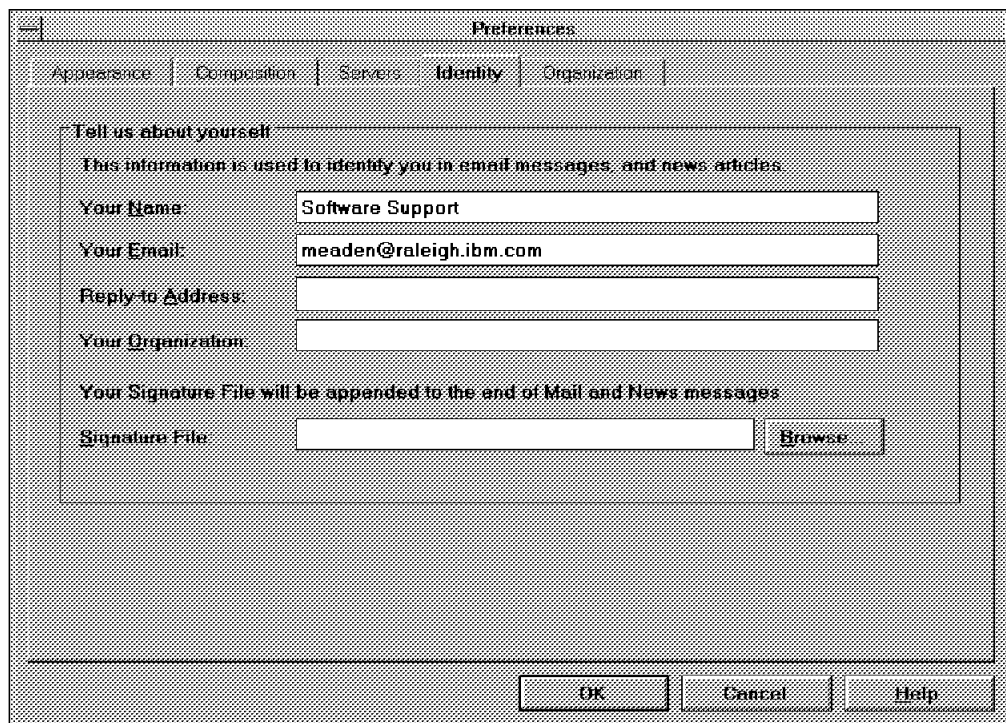 Preferences
Appearance Composition Servers Identity Organization
Tell us about yourself
This information is used to identify you in email messages, and news articles.
Your Name: Software Support
Your Email: meaden@raleigh.ibm.com
Reply-to Address:
Your Organization:
Your Signature File will be appended to the end of Mail and News messages
Signature File: Browse...
OK Cancel Help